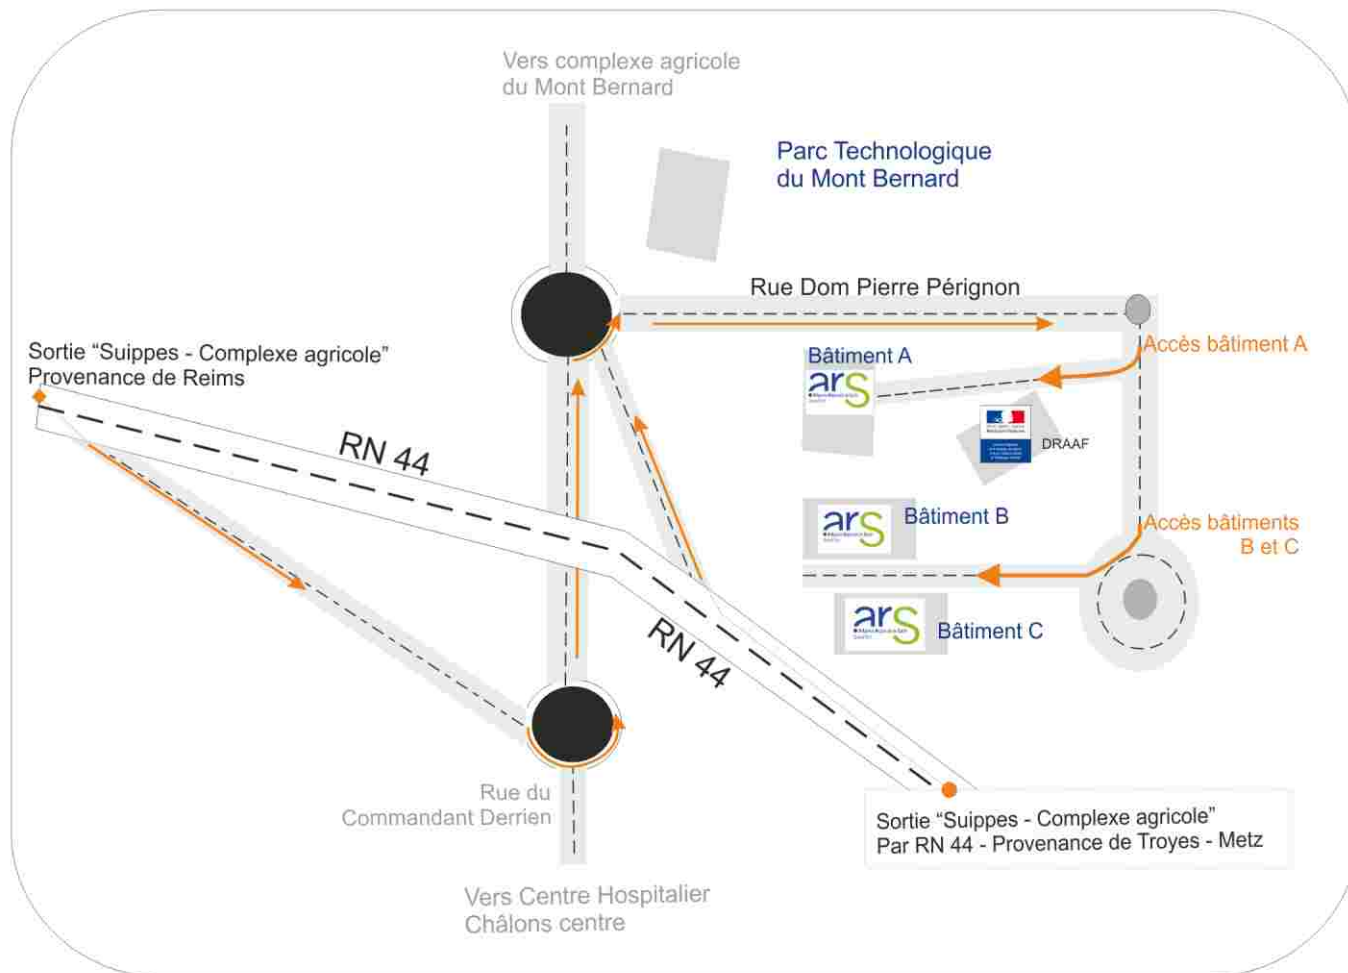 Vers complexe agricole
du Mont Bernard
Parc Technologique
du Mont Bernard
Rue Dom Pierre Pérignon
Sortie “Suippes - Complexe agricole”
Provenance de Reims
Bâtiment A
Accès bâtiment A
ars
RN 44
DRAAF
Bâtiment B
ars
Accès bâtiments
B et C
RN 44
ars
Bâtiment C
Rue du
Commandant Derrien
Sortie “Suippes - Complexe agricole”
Par RN 44 - Provenance de Troyes - Metz
Vers Centre Hospitalier
Châlons centre